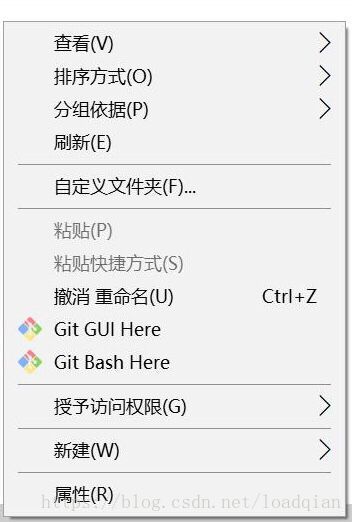 查看(V)
排序方式(O)
分组依据(P)
刷新(E)
自定义文件夹(F)...
粘贴(P)
粘贴快捷方式(S)
撤消 重命名(U) Ctrl+Z
Git GUI Here
Git Bash Here
授予访问权限(G)
新建(W)
属性(R)
https://blog.csdn.net/loadqian